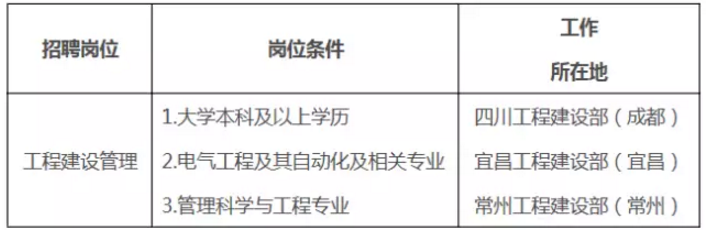 招聘岗位 岗位条件 工作
所在地
工程建设管理 1.大学本科及以上学历 四川工程建设部（成都）
2.电气工程及其自动化及相关专业 宜昌工程建设部（宜昌）
3.管理科学与工程专业 常州工程建设部（常州）